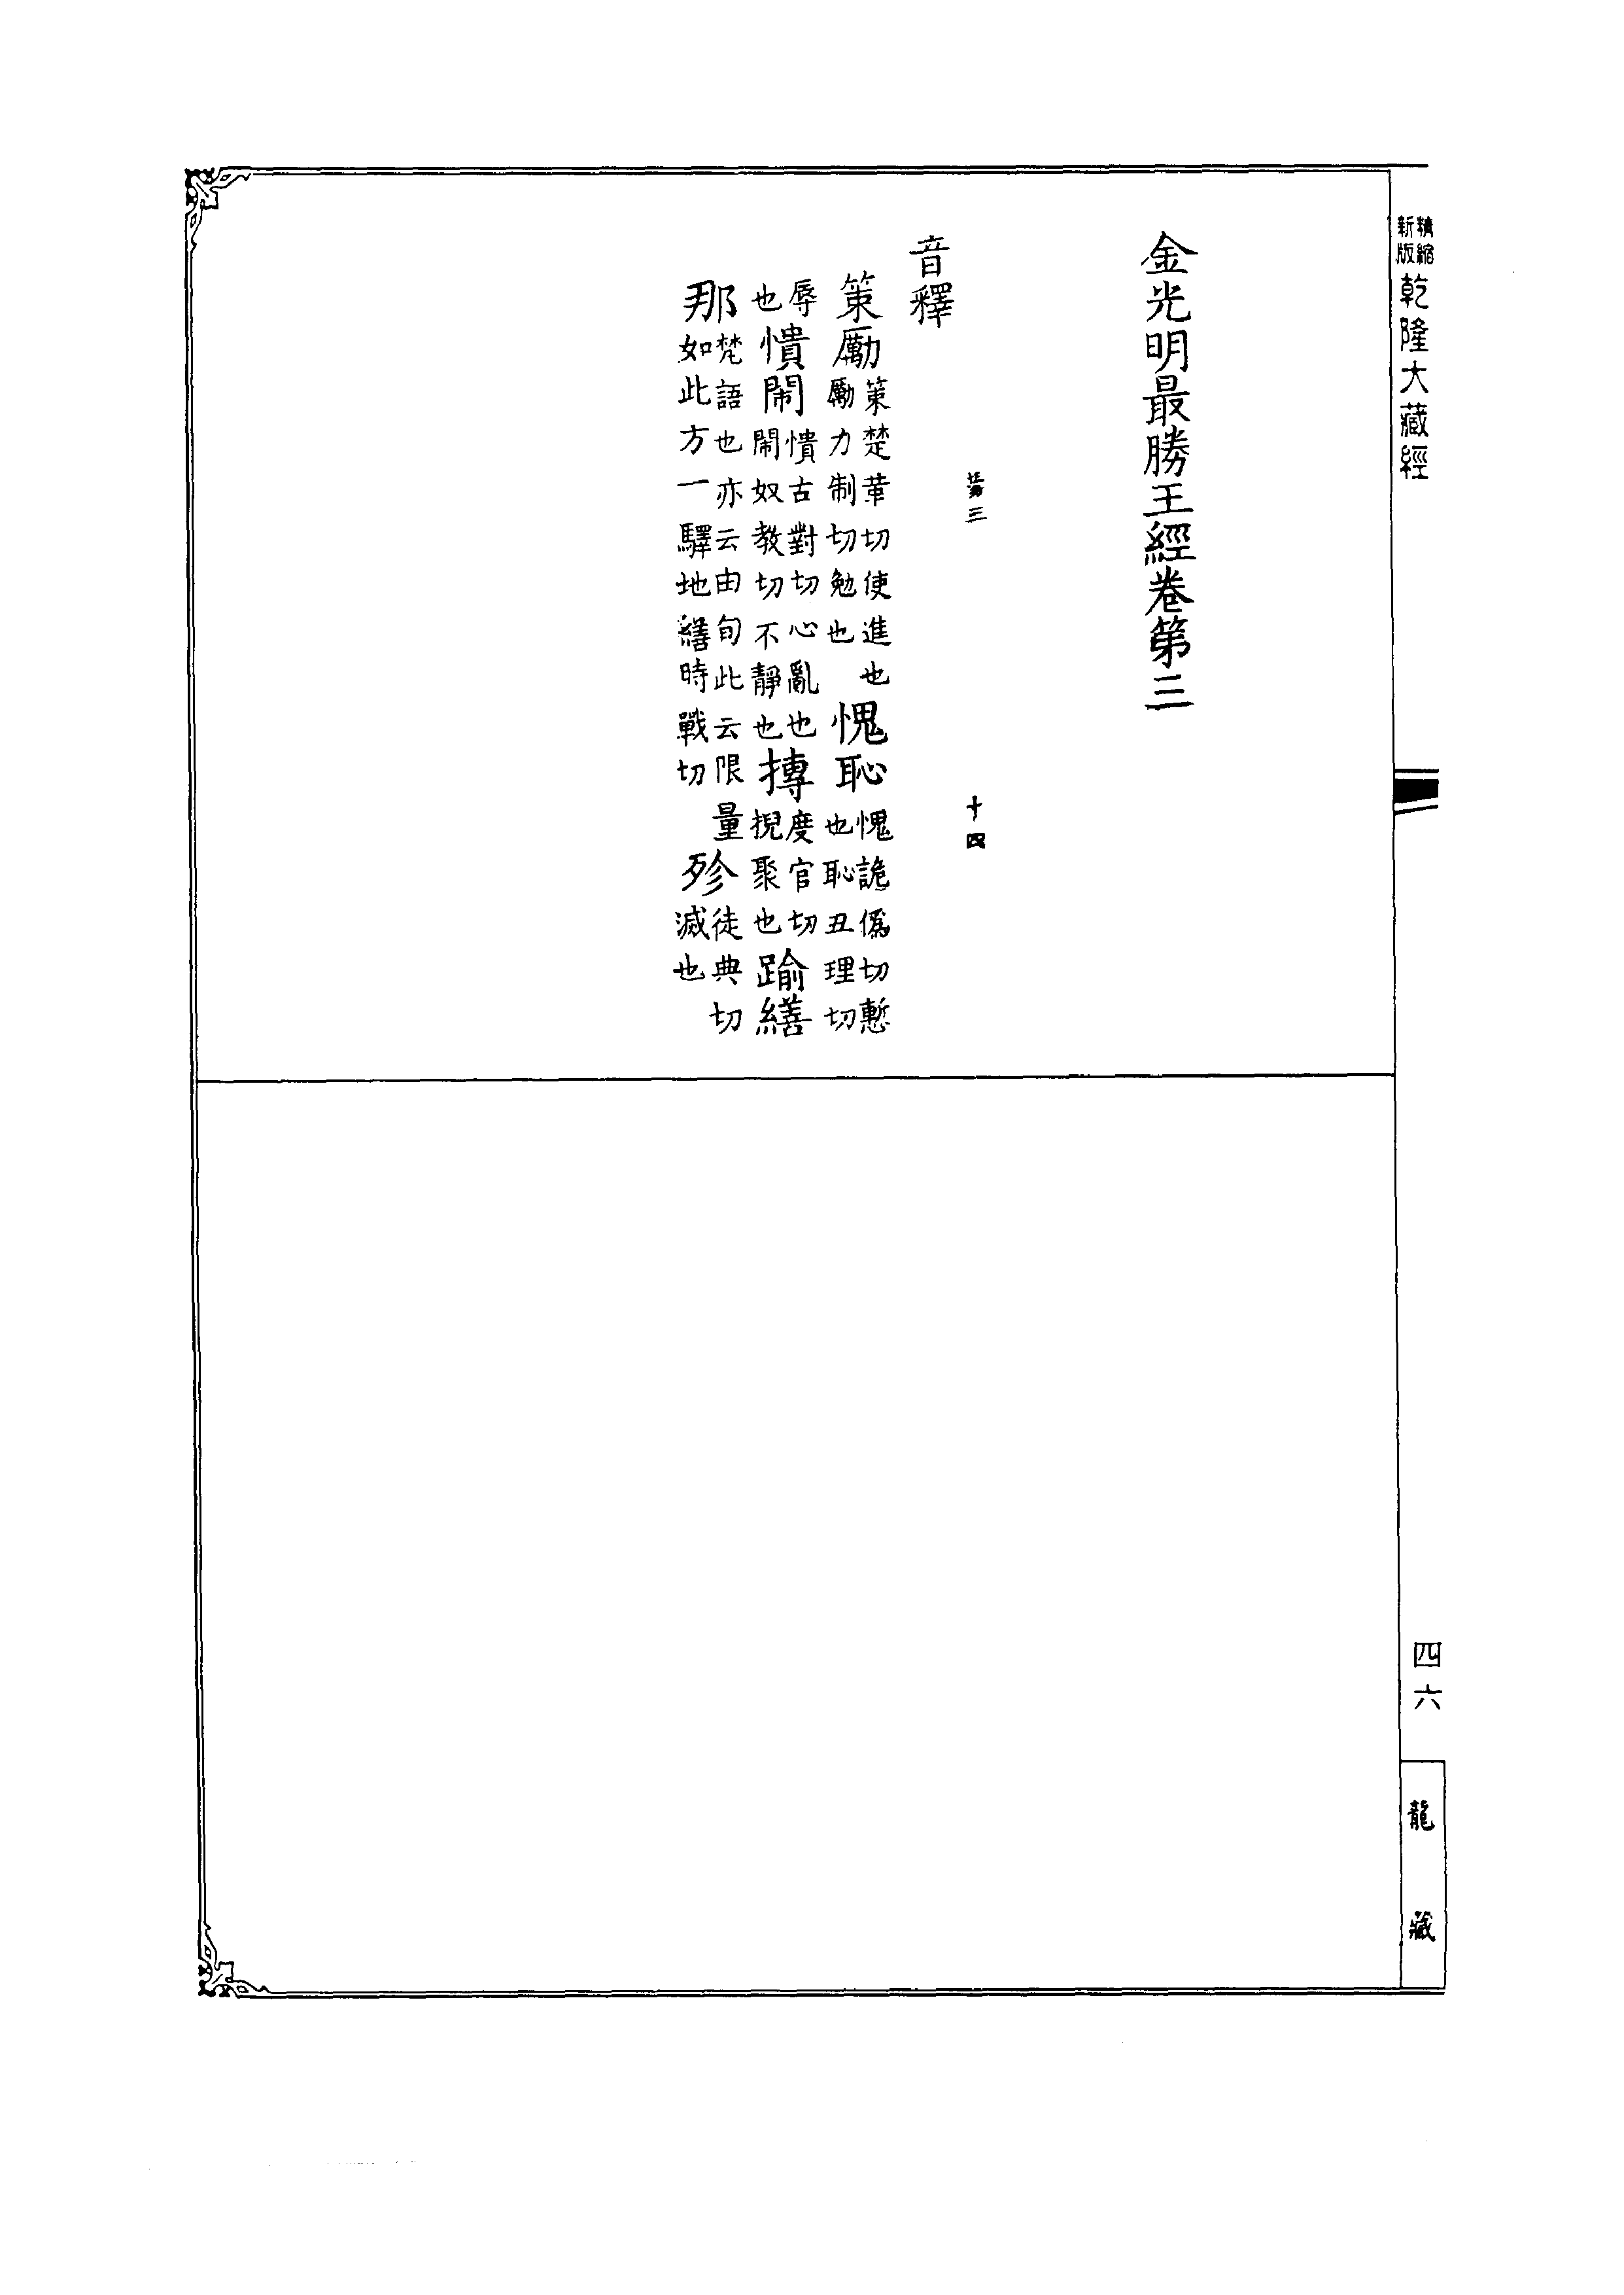 精縮
新版
乾隆大藏經
四六
龍藏
金光明最勝王經卷第三
三 十四
音釋
策勵策楚革切使進也勵力制切勉也愧恥愧詭僞切慙也恥丑理切
辱也憒閙憒古對切心亂也閙奴教切不靜也摶度官切掜聚也踰繕
那梵語也亦云由旬此云限量如此方一驛地繕時戰切殄徒典切滅也